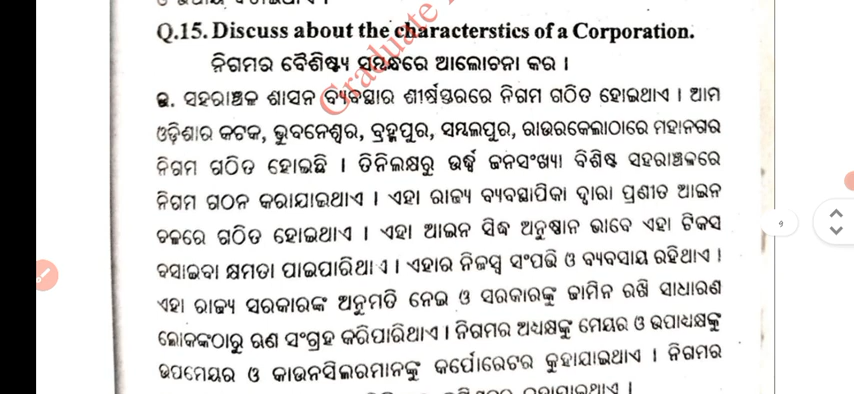 Q.15. Discuss about the characterstics of a Corporation.
ନିଗମର ବୈଶିଷ୍ଟ୍ୟ ସମ୍ବନ୍ଧରେ ଆଲୋଚନା କର ।
ଉ. ସହରାଞ୍ଚଳ ଶାସନ ବ୍ୟବସ୍ଥାର ଶୀର୍ଷସ୍ତରରେ ନିଗମ ଗଠିତ ହୋଇଥାଏ । ଆମ
ଓଡ଼ିଶାର କଟକ, ଭୁବନେଶ୍ୱର, ବ୍ରହ୍ମପୁର, ସମ୍ବଲପୁର, ରାଉରକେଲାଠାରେ ମହାନଗର
ନିଗମ ଗଠିତ ହୋଇଛି । ତିନିଲକ୍ଷରୁ ଉର୍ଦ୍ଧ୍ୱ ଜନସଂଖ୍ୟା ବିଶିଷ୍ଟ ସହରାଞ୍ଚଳରେ
ନିଗମ ଗଠନ କରାଯାଇଥାଏ । ଏହା ରାଜ୍ୟ ବ୍ୟବସ୍ଥାପିକା ଦ୍ୱାରା ପ୍ରଣୀତ ଆଇନ
ବଳରେ ଗଠିତ ହୋଇଥାଏ । ଏହା ଆଇନ ସିଦ୍ଧ ଅନୁଷ୍ଠାନ ଭାବେ ଏହା ଟିକସ
ବସାଇବା କ୍ଷମତା ପାଇପାରିଥାଏ । ଏହାର ନିଜସ୍ୱ ସଂପତ୍ତି ଓ ବ୍ୟବସାୟ ରହିଥାଏ ।
ଏହା ରାଜ୍ୟ ସରକାରଙ୍କ ଅନୁମତି ନେଇ ଓ ସରକାରଙ୍କୁ ଜାମିନ ରଖି ସାଧାରଣ
ଲୋକଙ୍କଠାରୁ ଋଣ ସଂଗ୍ରହ କରିପାରିଥାଏ । ନିଗମର ଅଧ୍ୟକ୍ଷଙ୍କୁ ମେୟର ଓ ଉପାଧ୍ୟକ୍ଷଙ୍କୁ
ଉପମେୟର ଓ କାଉନସିଲରମାନଙ୍କୁ କର୍ପୋରେଟର କୁହାଯାଇଥାଏ । ନିଗମର
Graduate
9